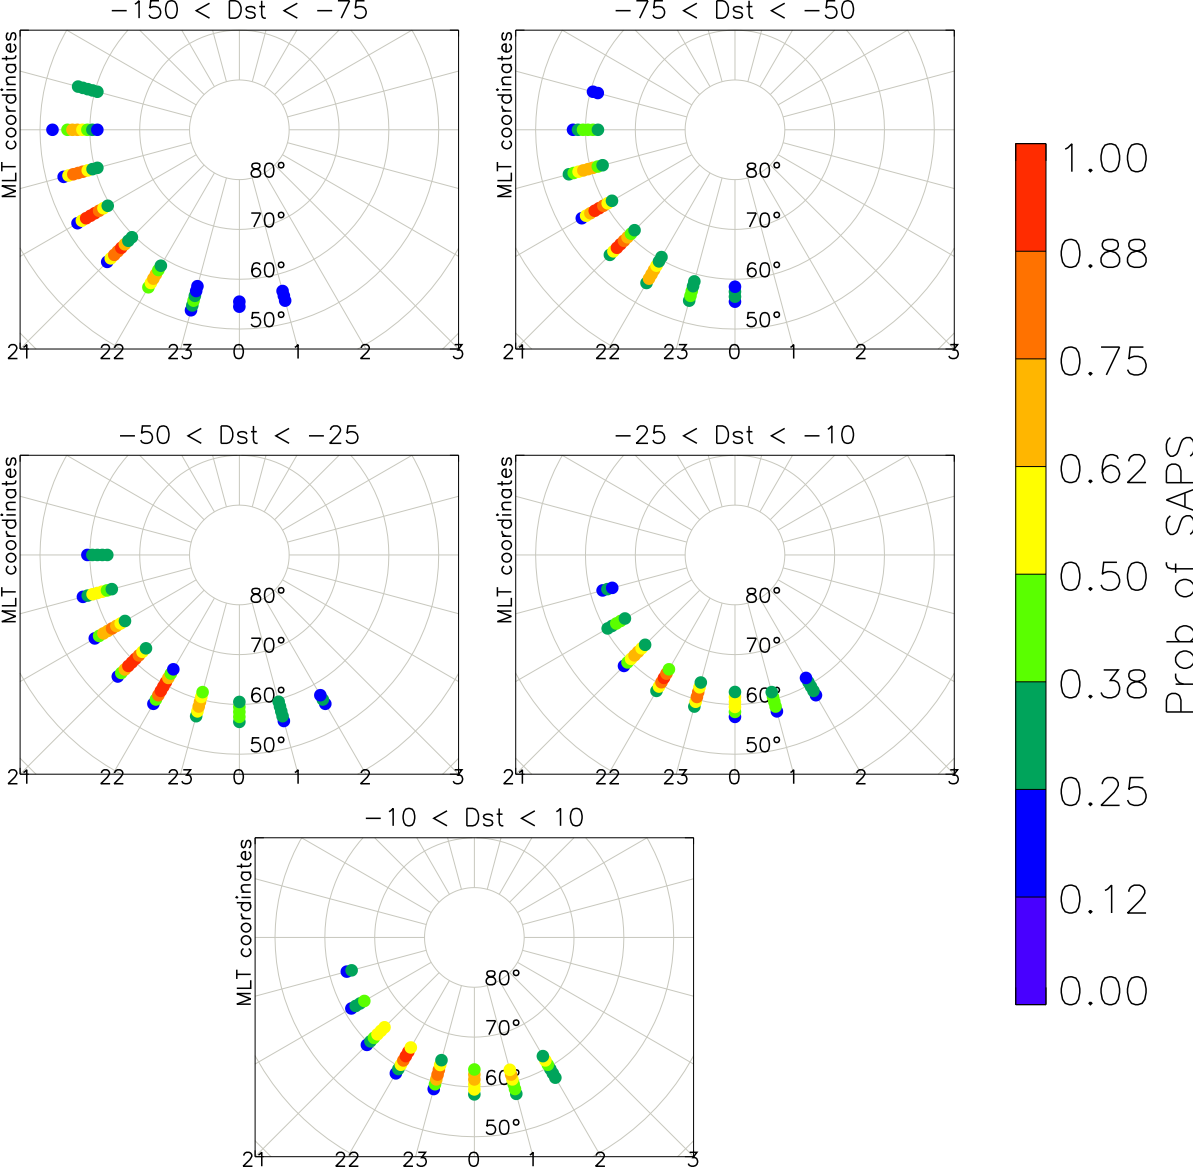 −150 < Dst < −75
MLT coordinates
80°
70°
60°
50°
21 22 23 0 1 2 3
−75 < Dst < −50
MLT coordinates
80°
70°
60°
50°
21 22 23 0 1 2 3
−50 < Dst < −25
MLT coordinates
80°
70°
60°
50°
21 22 23 0 1 2 3
−25 < Dst < −10
MLT coordinates
80°
70°
60°
50°
21 22 23 0 1 2 3
−10 < Dst < 10
MLT coordinates
80°
70°
60°
50°
21 22 23 0 1 2 3
1.00
0.88
0.75
0.62
0.50
0.38
0.25
0.12
0.00
Prob of SAPS